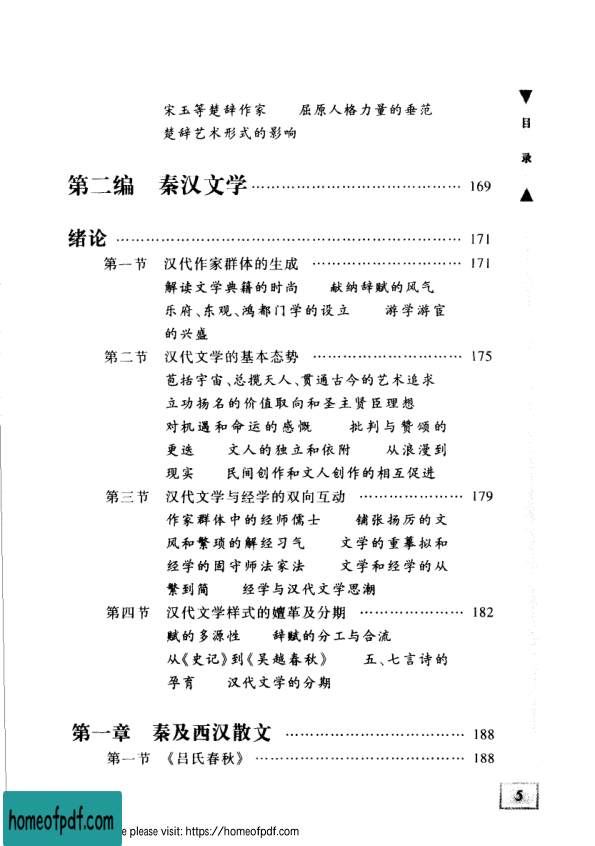 宋玉等楚辞作家 屈原人格力量的垂范
楚辞艺术形式的影响
▼
目
录
▲
第二编 秦汉文学 …………………………………… 169
绪论 …………………………………………………… 171
第一节 汉代作家群体的生成 ………………………… 171
解读文学典籍的时尚 献纳辞赋的风气
乐府、东观、鸿都门学的设立 游学游宦
的兴盛
第二节 汉代文学的基本态势 ………………………… 175
苞括宇宙、总揽天人、贯通古今的艺术追求
立功扬名的价值取向和圣主贤臣理想
对机遇和命运的感慨 批判与赞颂的
更迭 文人的独立和依附 从浪漫到
现实 民间创作和文人创作的相互促进
第三节 汉代文学与经学的双向互动 ………………… 179
作家群体中的经师儒士 铺张扬厉的文
风和繁琐的解经习气 文学的重摹拟和
经学的固守师法家法 文学和经学的从
繁到简 经学与汉代文学思潮
第四节 汉代文学样式的嬗革及分期 ………………… 182
赋的多源性 辞赋的分工与合流
从《史记》到《吴越春秋》 五、七言诗的
孕育 汉代文学的分期
第一章 秦及西汉散文 ……………………………… 188
第一节 《吕氏春秋》 …………………………………… 188
5
homeofpdf.com
e please visit: https://homeofpdf.com